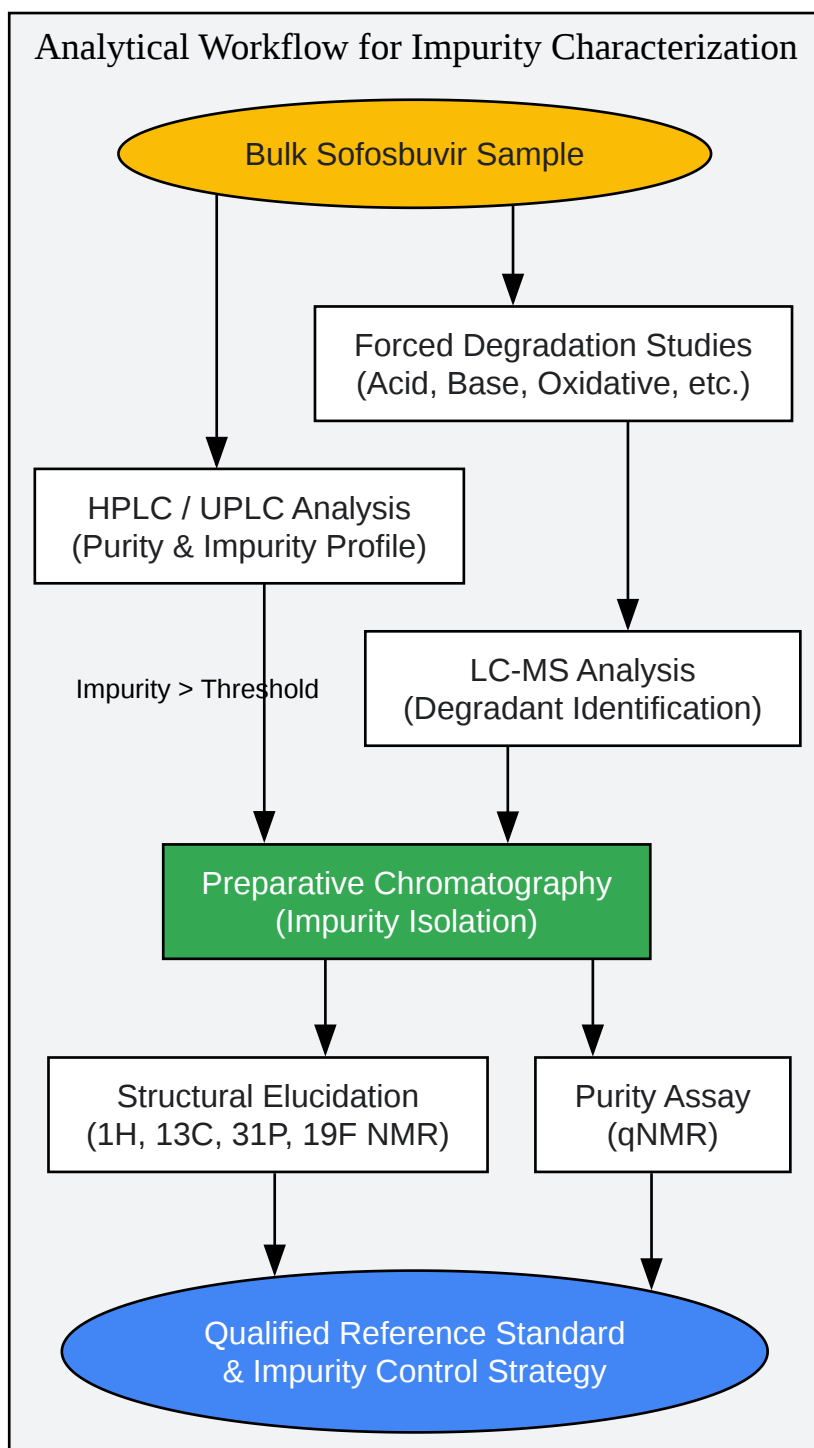 Analytical Workflow for Impurity Characterization
Bulk Sofosbuvir Sample
Forced Degradation Studies
(Acid, Base, Oxidative, etc.)
HPLC / UPLC Analysis
(Purity & Impurity Profile)
LC-MS Analysis
(Degradant Identification)
Impurity > Threshold
Preparative Chromatography
(Impurity Isolation)
Structural Elucidation
(1H, 13C, 31P, 19F NMR)
Purity Assay
(qNMR)
Qualified Reference Standard
& Impurity Control Strategy